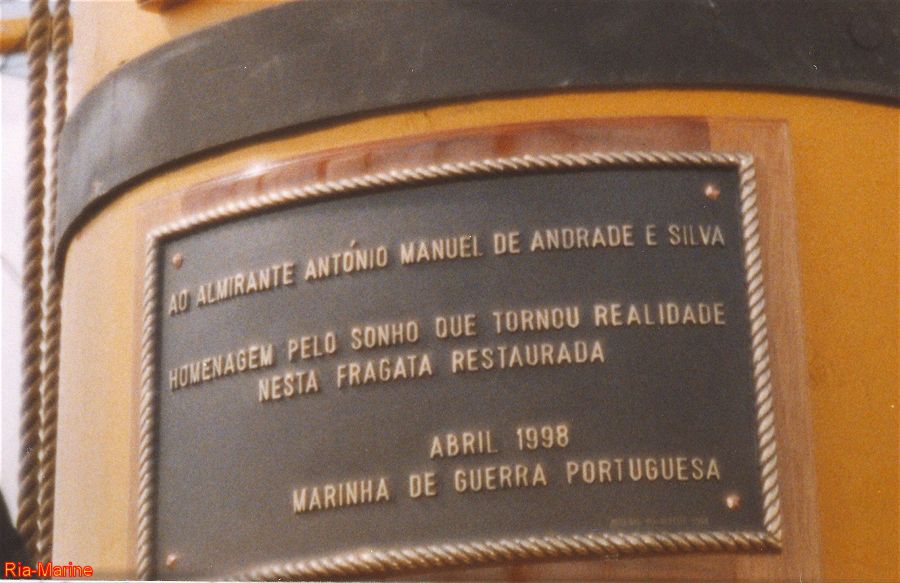 AO ALMIRANTE ANTÓNIO MANUEL DE ANDRADE E SILVA
HOMENAGEM PELO SONHO QUE TORNOU REALIDADE
NESTA FRAGATA RESTAURADA
ABRIL 1998
MARINHA DE GUERRA PORTUGUESA
Ria-Marine